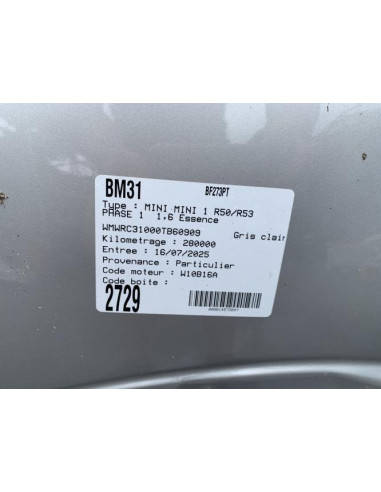 BM31 BF273PT
Type : MINI MINI 1 R50/R53
PHASE 1 1,6 Essence
WMWRC31000TB60909 Gris clair
Kilometrage : 280000
Entree : 16/07/2025
Provenance : Particulier
Code moteur : W10B16A
Code boite :
2729